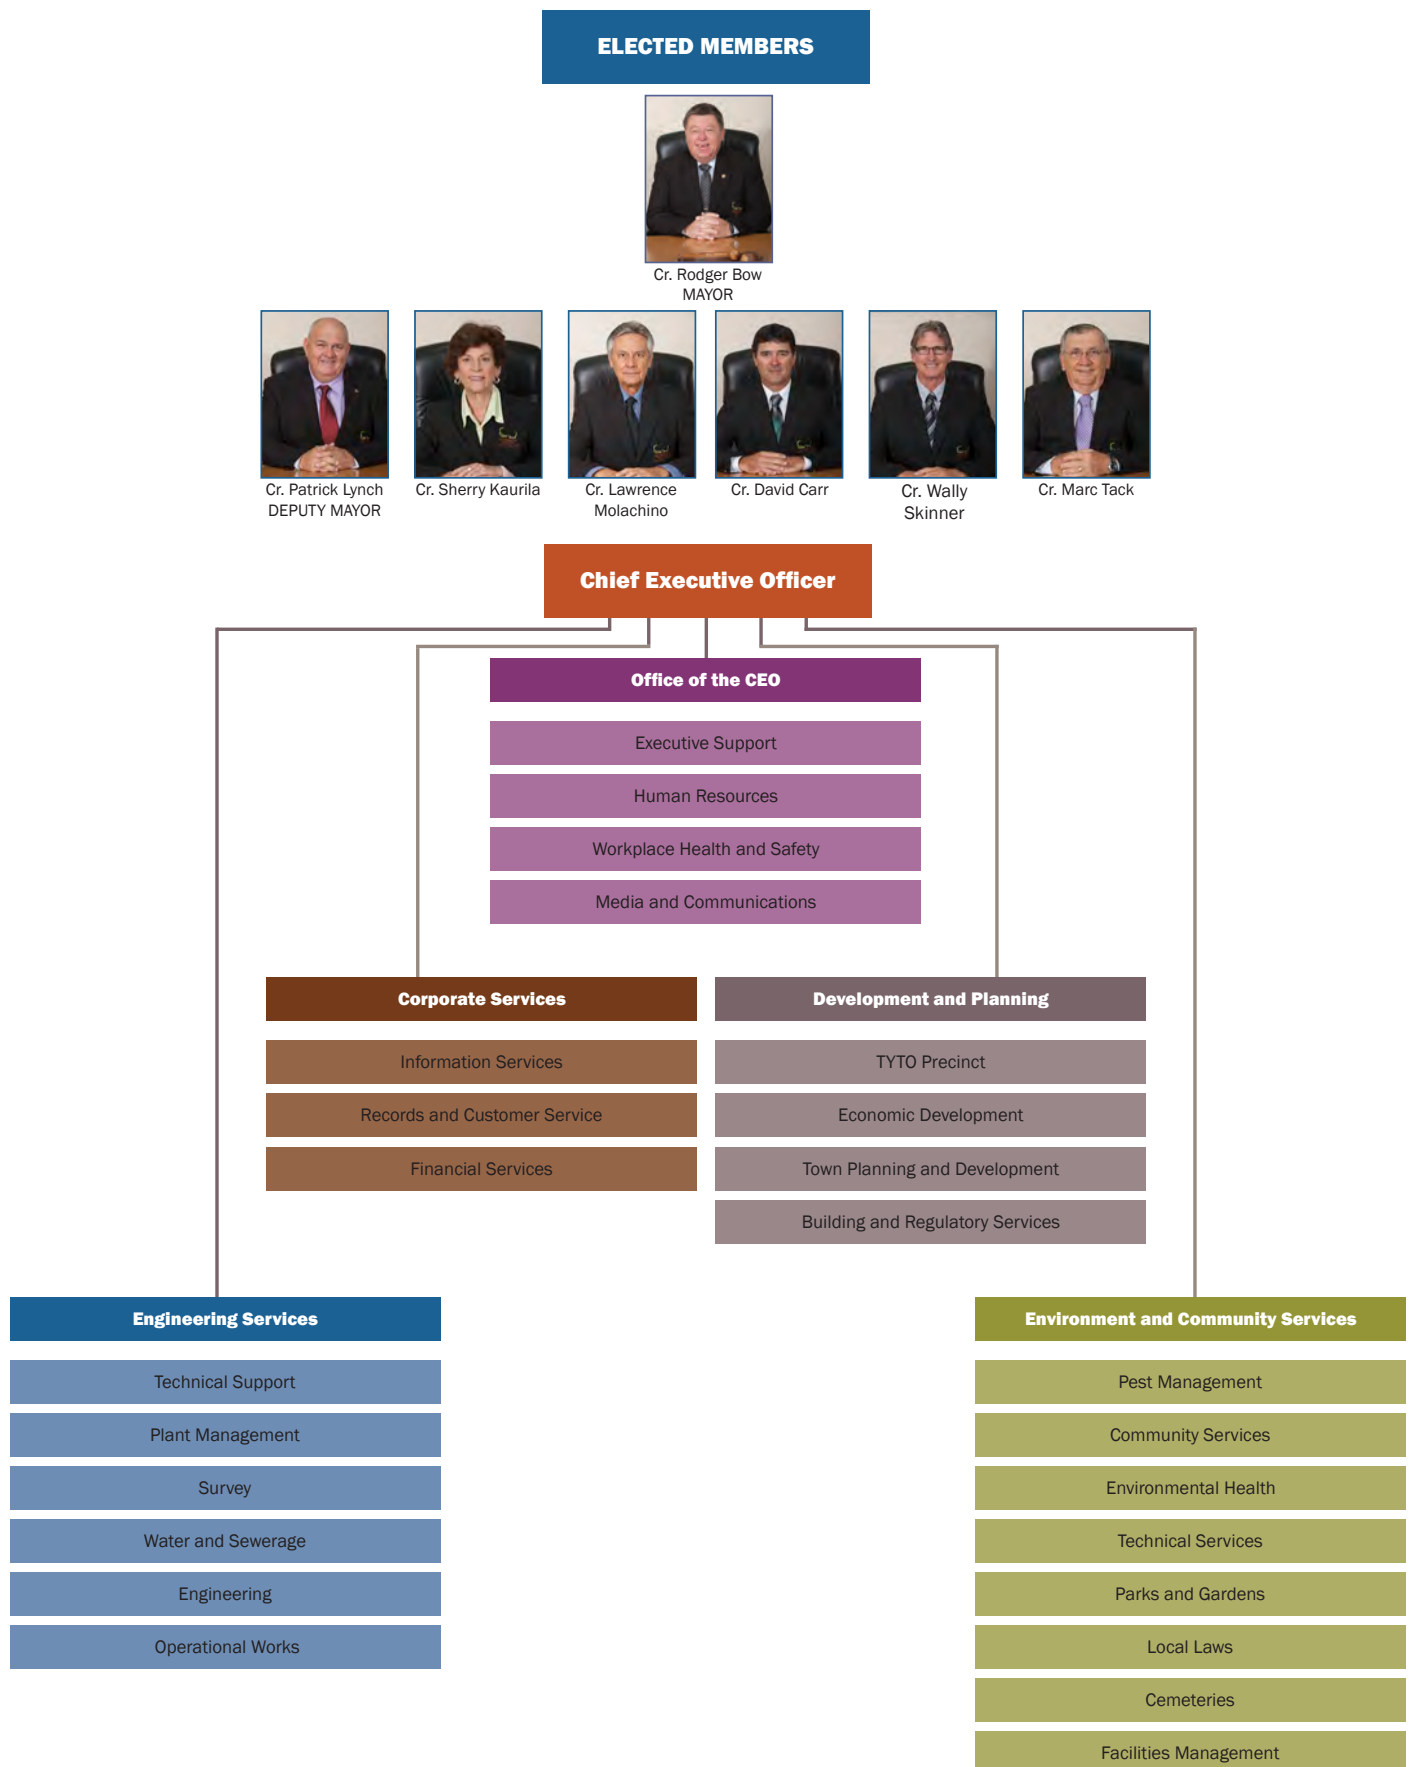 ELECTED MEMBERS
Cr. Rodger Bow
MAYOR
Cr. Patrick Lynch
DEPUTY MAYOR
Cr. Sherry Kaurila
Cr. Lawrence
Molachino
Cr. David Carr
Cr. Wally
Skinner
Cr. Marc Tack
Chief Executive Officer
Office of the CEO
Executive Support
Human Resources
Workplace Health and Safety
Media and Communications
Corporate Services
Information Services
Records and Customer Service
Financial Services
Development and Planning
TYTO Precinct
Economic Development
Town Planning and Development
Building and Regulatory Services
Engineering Services
Technical Support
Plant Management
Survey
Water and Sewerage
Engineering
Operational Works
Environment and Community Services
Pest Management
Community Services
Environmental Health
Technical Services
Parks and Gardens
Local Laws
Cemeteries
Facilities Management